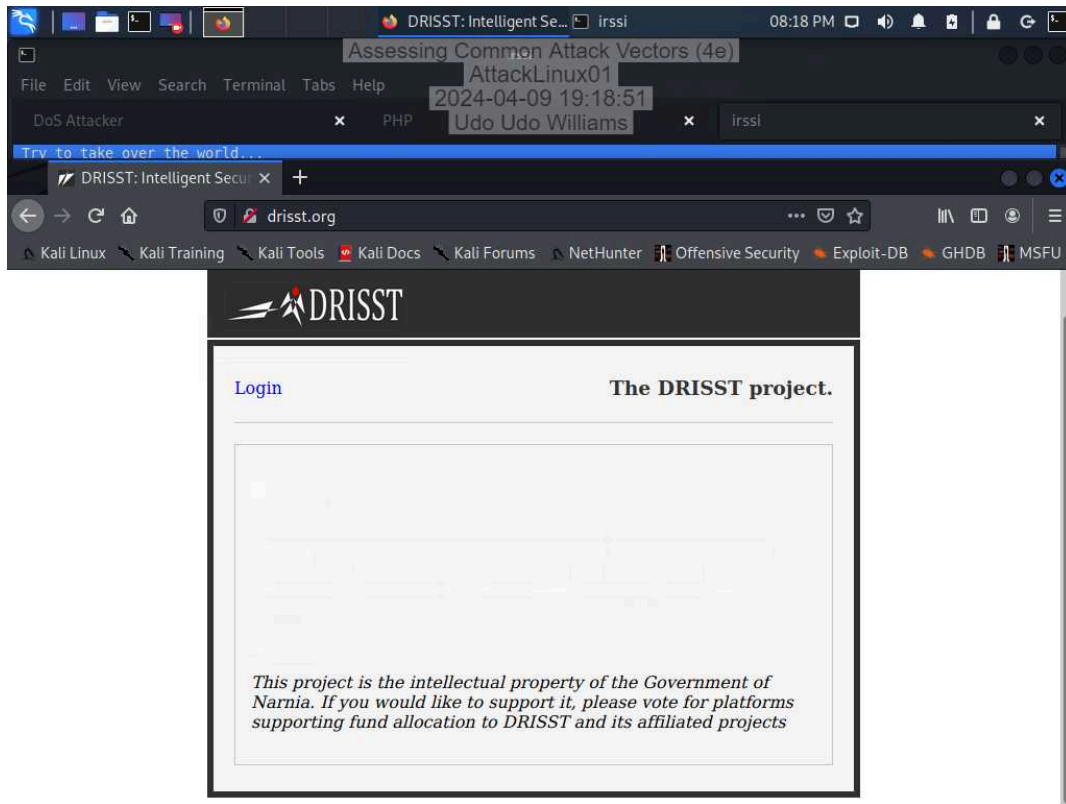 DRISST: Intelligent Se... irssi 08:18 PM
Assessing Common Attack Vectors (4e)
AttackLinux01
2024-04-09 19:18:51
Udo Udo Williams
File Edit View Search Terminal Tabs Help
DoS Attacker × PHP × irssi ×
Try to take over the world...
DRISST: Intelligent Secur × +
drisst.org
Kali Linux Kali Training Kali Tools Kali Docs Kali Forums NetHunter Offensive Security Exploit-DB GHDB MSFU
DRISST
Login The DRISST project.
This project is the intellectual property of the Government of
Narnia. If you would like to support it, please vote for platforms
supporting fund allocation to DRISST and its affiliated projects